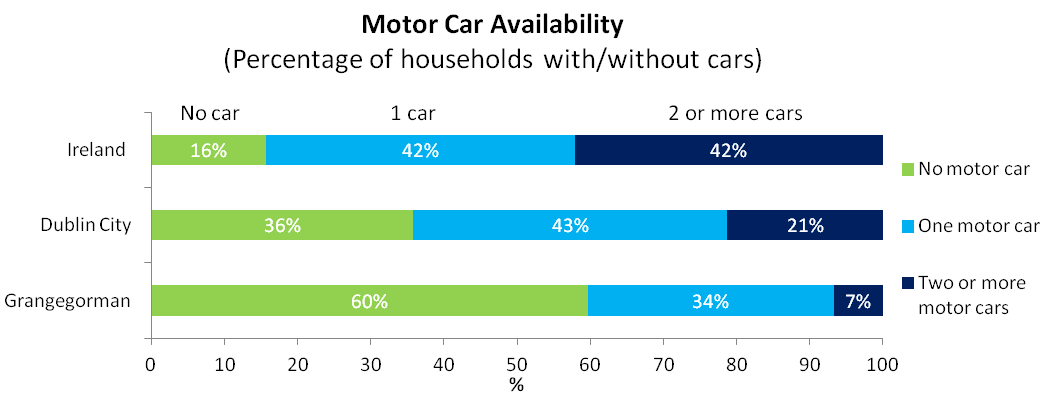 Motor Car Availability
(Percentage of households with/without cars)
No car 1 car 2 or more cars
Ireland 16% 42% 42%
Dublin City 36% 43% 21%
Grangegorman 60% 34% 7%
0 10 20 30 40 50 60 70 80 90 100
%
No motor car
One motor car
Two or more
motor cars